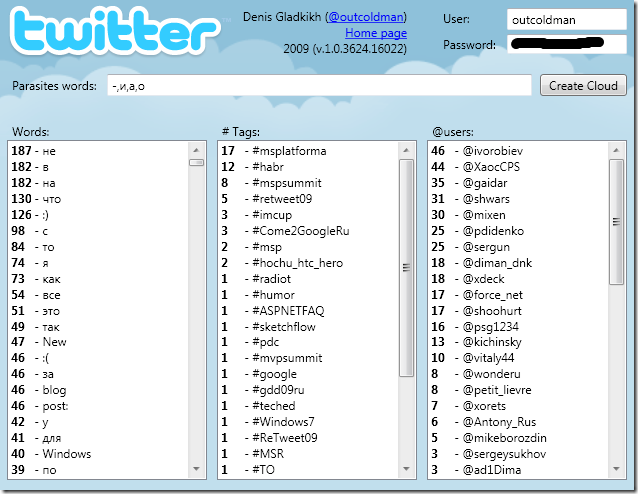 twitter
Denis Gladkikh (@outcoldman)
Home page
2009 (v.1.0.3624.16022)
User: outcoldman
Password:
Parasites words: -,и,а,о Create Cloud
Words:
187 - не
182 - в
182 - на
130 - что
126 - :)
98 - с
84 - то
74 - я
73 - как
54 - все
51 - это
49 - так
47 - New
46 - :(
46 - за
46 - blog
46 - post:
42 - у
41 - для
40 - Windows
39 - по
# Tags:
17 - #msplatforma
12 - #habr
8 - #mspsummit
5 - #retweet09
3 - #imcup
3 - #Come2GoogleRu
2 - #msp
2 - #hochu_htc_hero
1 - #radiot
1 - #humor
1 - #ASPNETFAQ
1 - #sketchflow
1 - #pdc
1 - #mvpsummit
1 - #google
1 - #gdd09ru
1 - #teched
1 - #Windows7
1 - #ReTweet09
1 - #MSR
1 - #TO
@users:
46 - @ivorobiev
44 - @XaocCPS
35 - @gaidar
31 - @shwars
30 - @mixen
25 - @pdidenko
25 - @sergun
18 - @diman_dnk
18 - @xdeck
17 - @force_net
17 - @shoohurt
16 - @psg1234
13 - @kichinsky
10 - @vitaly44
8 - @wonderu
8 - @petit_lievre
7 - @xorets
6 - @Antony_Rus
5 - @mikeborozdin
3 - @sergeysukhov
3 - @ad1Dima